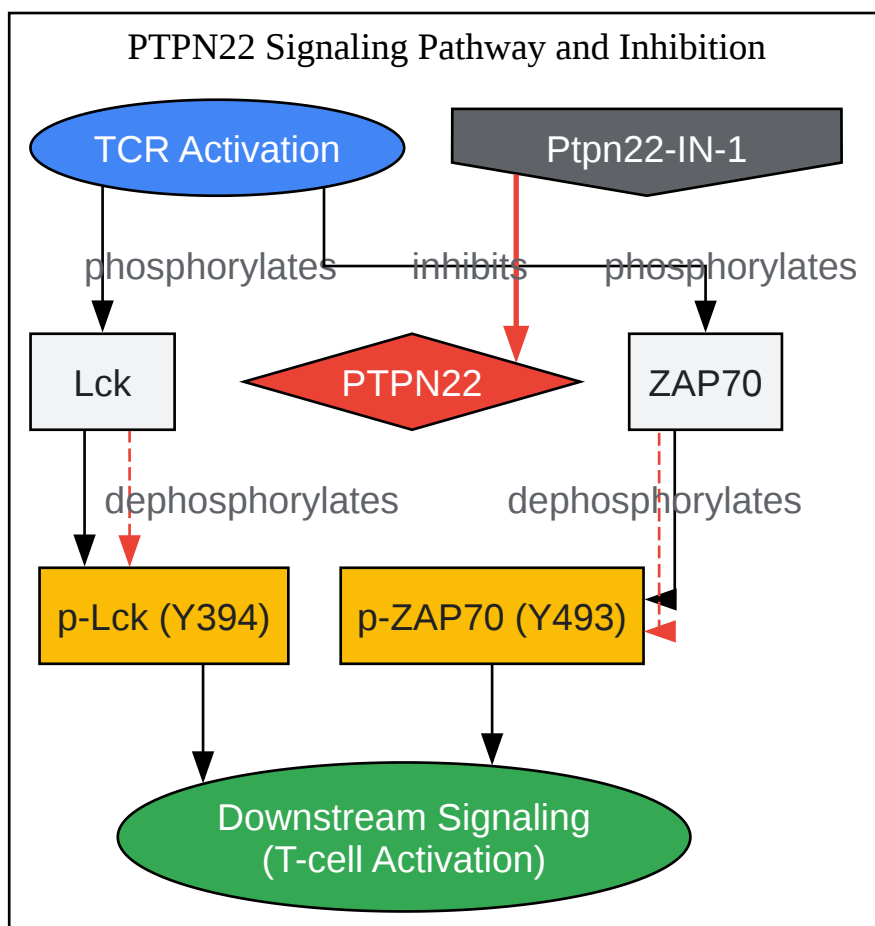 PTPN22 Signaling Pathway and Inhibition
TCR Activation
Ptpn22-IN-1
phosphorylates
inhibits
phosphorylates
Lck
PTPN22
ZAP70
dephosphorylates
dephosphorylates
p-Lck (Y394)
p-ZAP70 (Y493)
Downstream Signaling
(T-cell Activation)